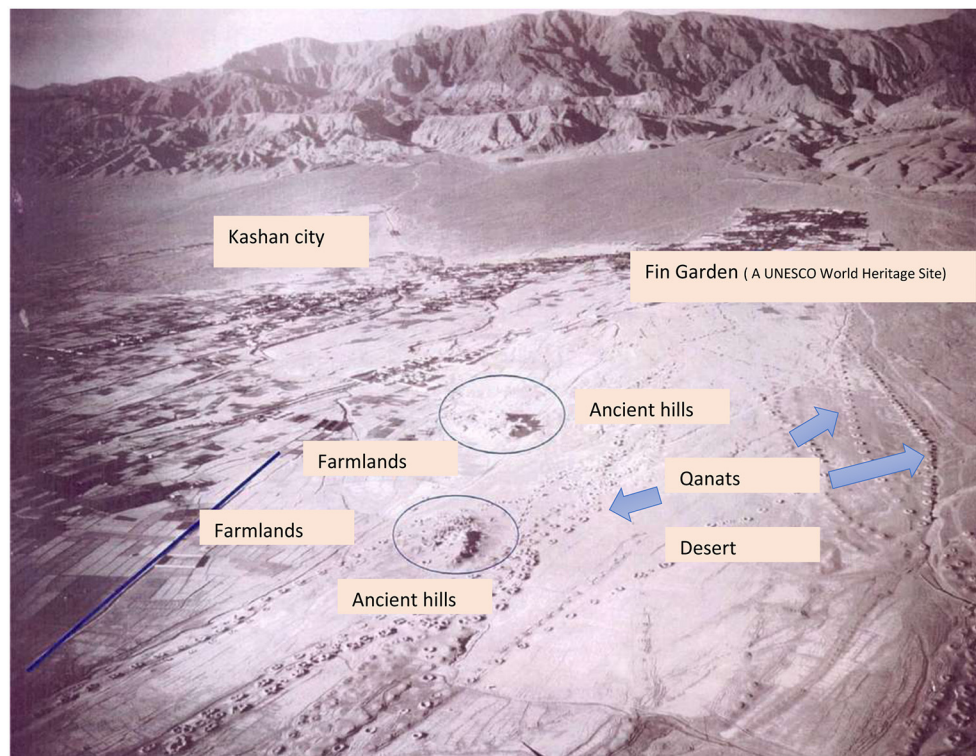 Kashan city
Fin Garden ( A UNESCO World Heritage Site)
Ancient hills
Farmlands
Qanats
Farmlands
Desert
Ancient hills